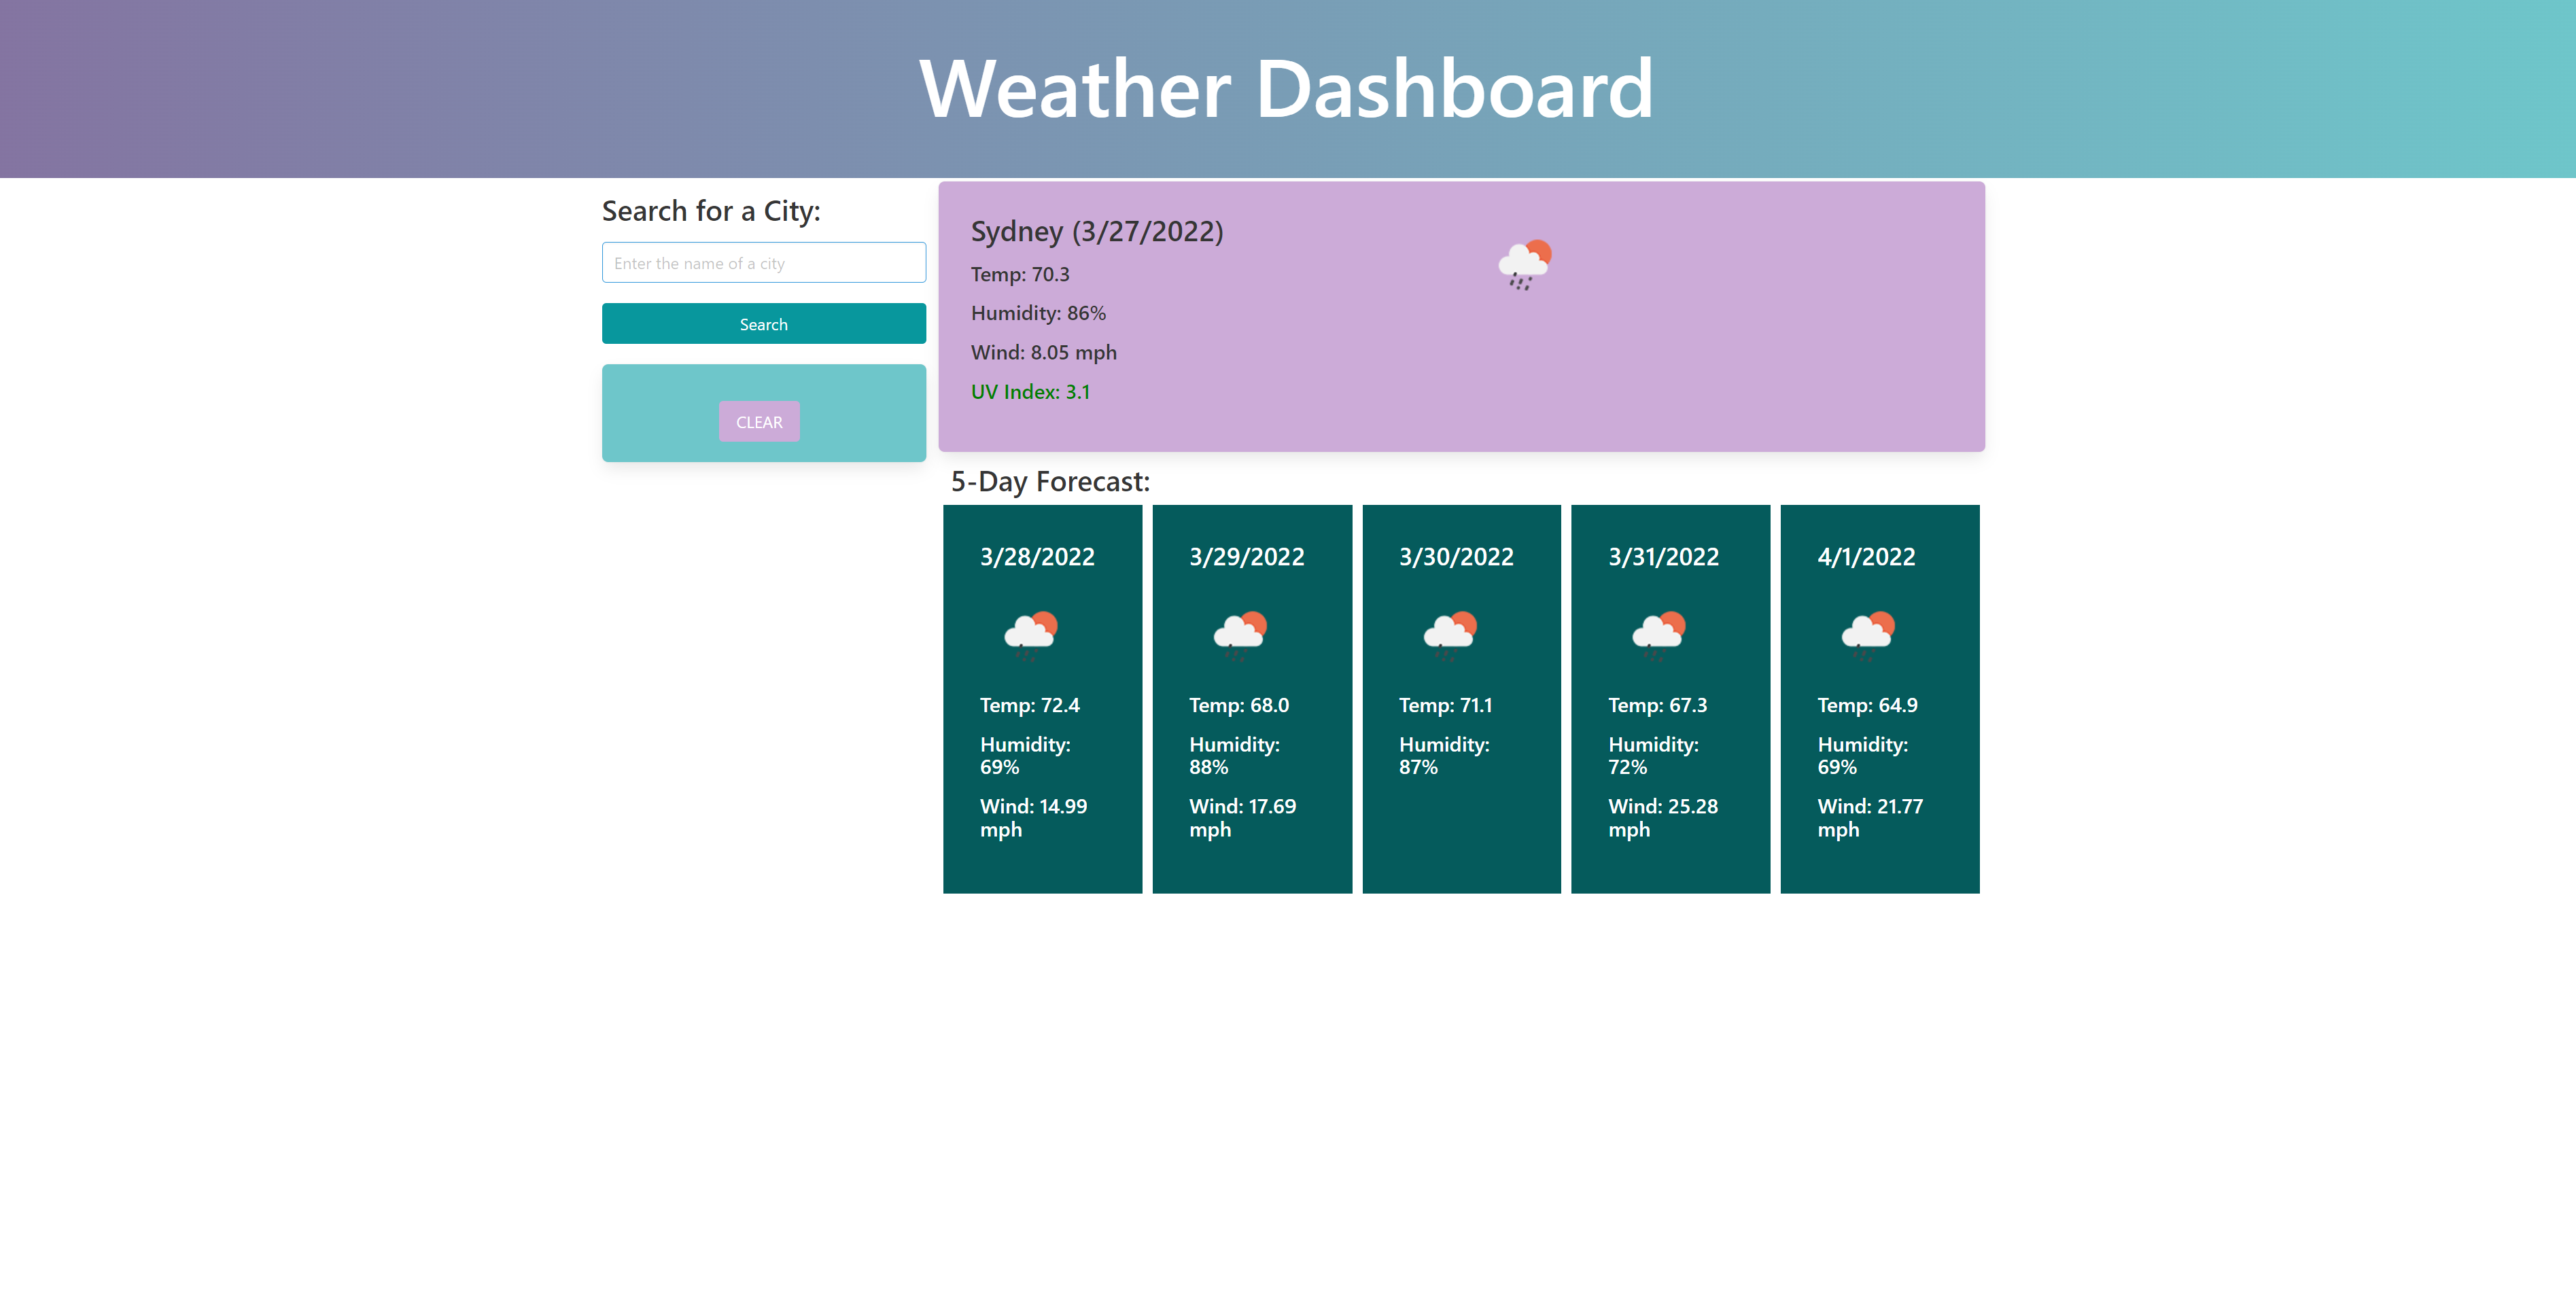 Weather Dashboard
Search for a City:
Enter the name of a city
Search
CLEAR
Sydney (3/27/2022)
Temp: 70.3
Humidity: 86%
Wind: 8.05 mph
UV Index: 3.1
5-Day Forecast:
3/28/2022
Temp: 72.4
Humidity:
69%
Wind: 14.99
mph
3/29/2022
Temp: 68.0
Humidity:
88%
Wind: 17.69
mph
3/30/2022
Temp: 71.1
Humidity:
87%
3/31/2022
Temp: 67.3
Humidity:
72%
Wind: 25.28
mph
4/1/2022
Temp: 64.9
Humidity:
69%
Wind: 21.77
mph